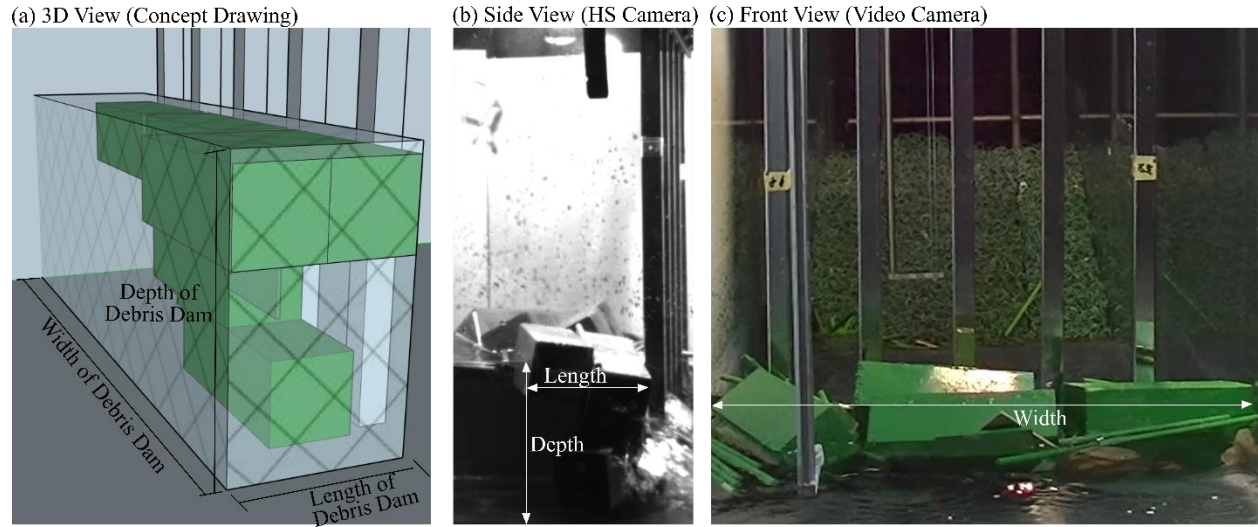 (a) 3D View (Concept Drawing)
(b) Side View (HS Camera)
(c) Front View (Video Camera)
Depth of
Debris Dam
Width of Debris Dam
Length of
Debris Dam
Length
Depth
Width